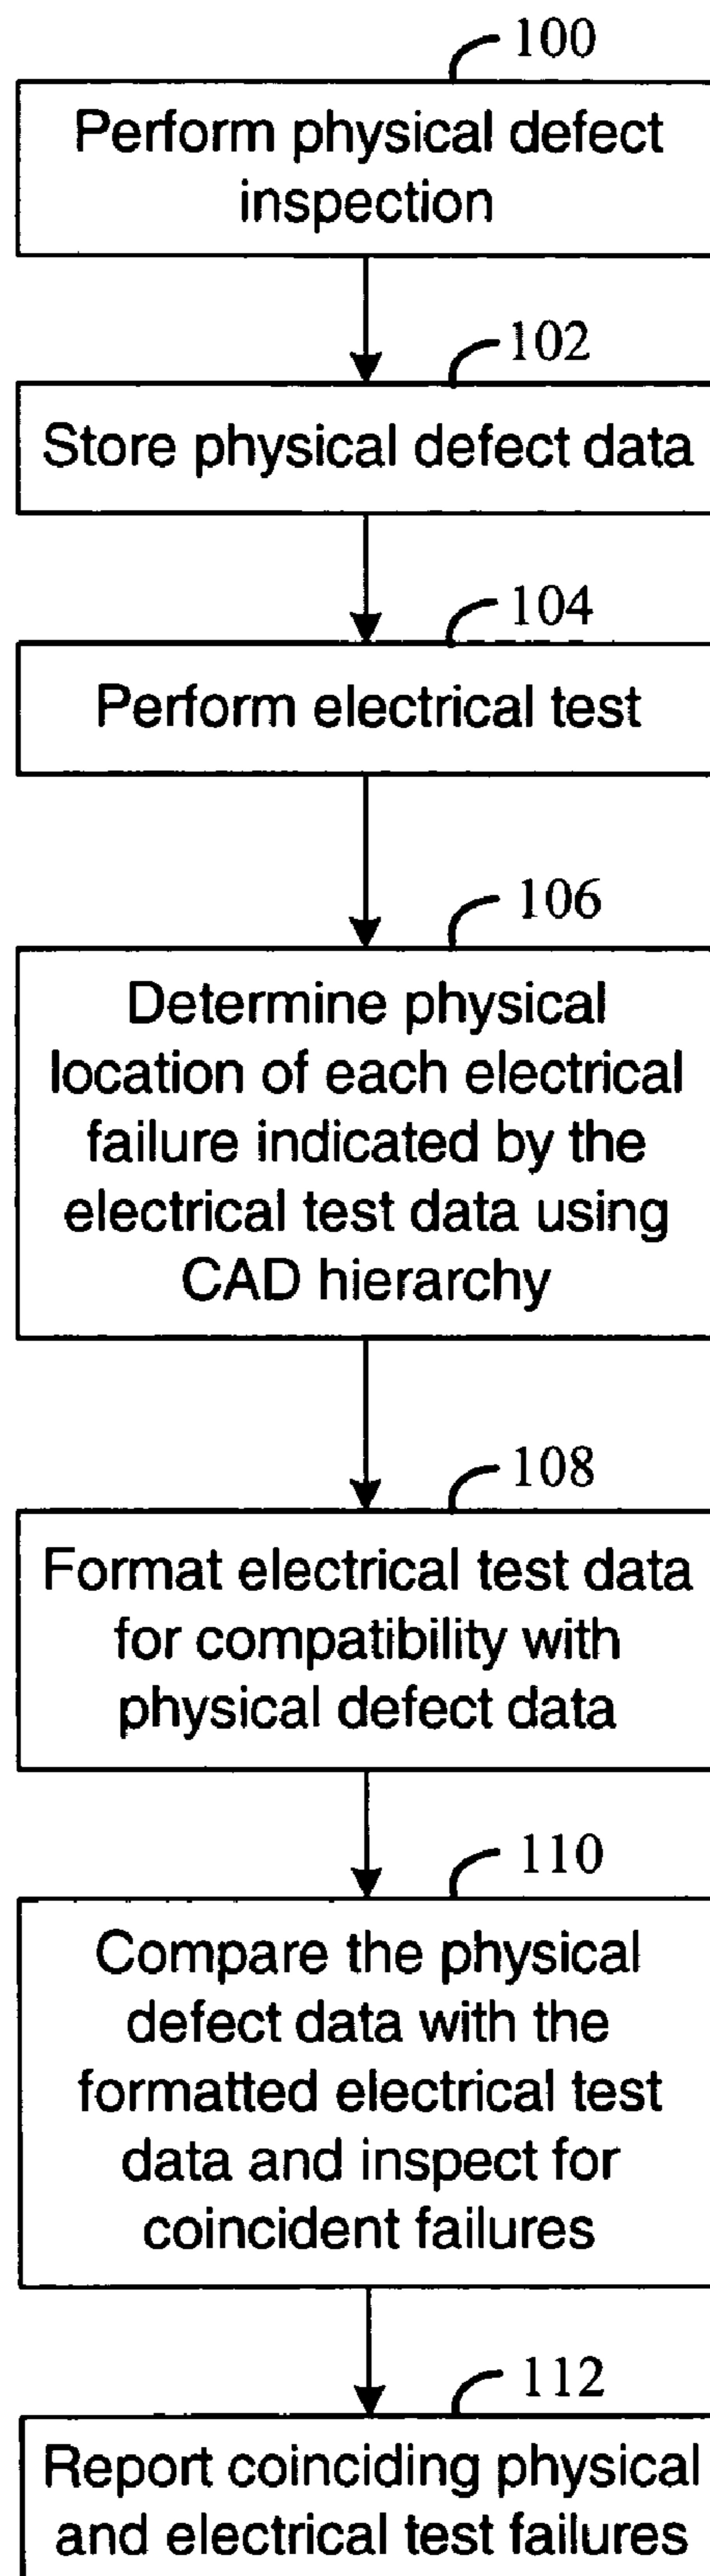 100
Perform physical defect
inspection
102
Store physical defect data
104
Perform electrical test
106
Determine physical
location of each electrical
failure indicated by the
electrical test data using
CAD hierarchy
108
Format electrical test data
for compatibility with
physical defect data
110
Compare the physical
defect data with the
formatted electrical test
data and inspect for
coincident failures
112
Report coinciding physical
and electrical test failures